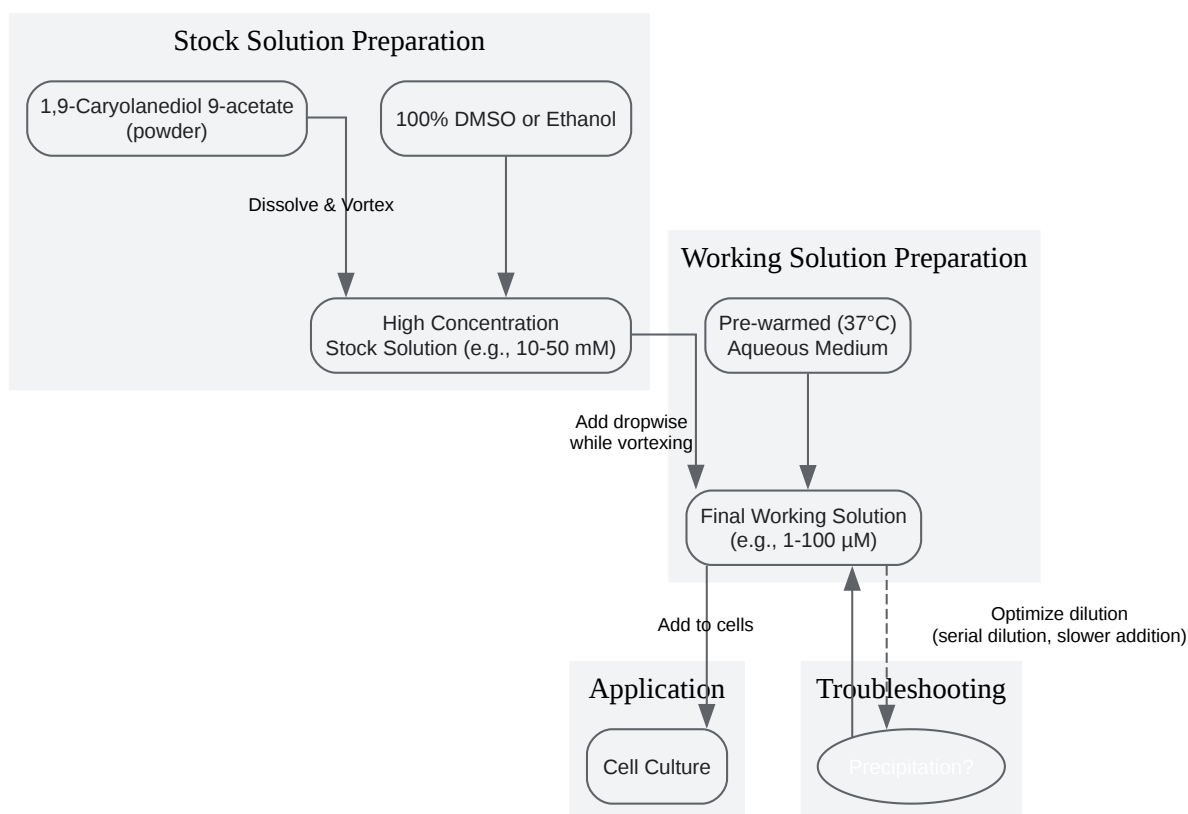 Stock Solution Preparation
1,9-Caryolanediol 9-acetate
(powder)
100% DMSO or Ethanol
Dissolve & Vortex
High Concentration
Stock Solution (e.g., 10-50 mM)
Working Solution Preparation
Pre-warmed (37°C)
Aqueous Medium
Add dropwise
while vortexing
Final Working Solution
(e.g., 1-100 µM)
Add to cells
Optimize dilution
(serial dilution, slower addition)
Application
Cell Culture
Troubleshooting
Precipitation?